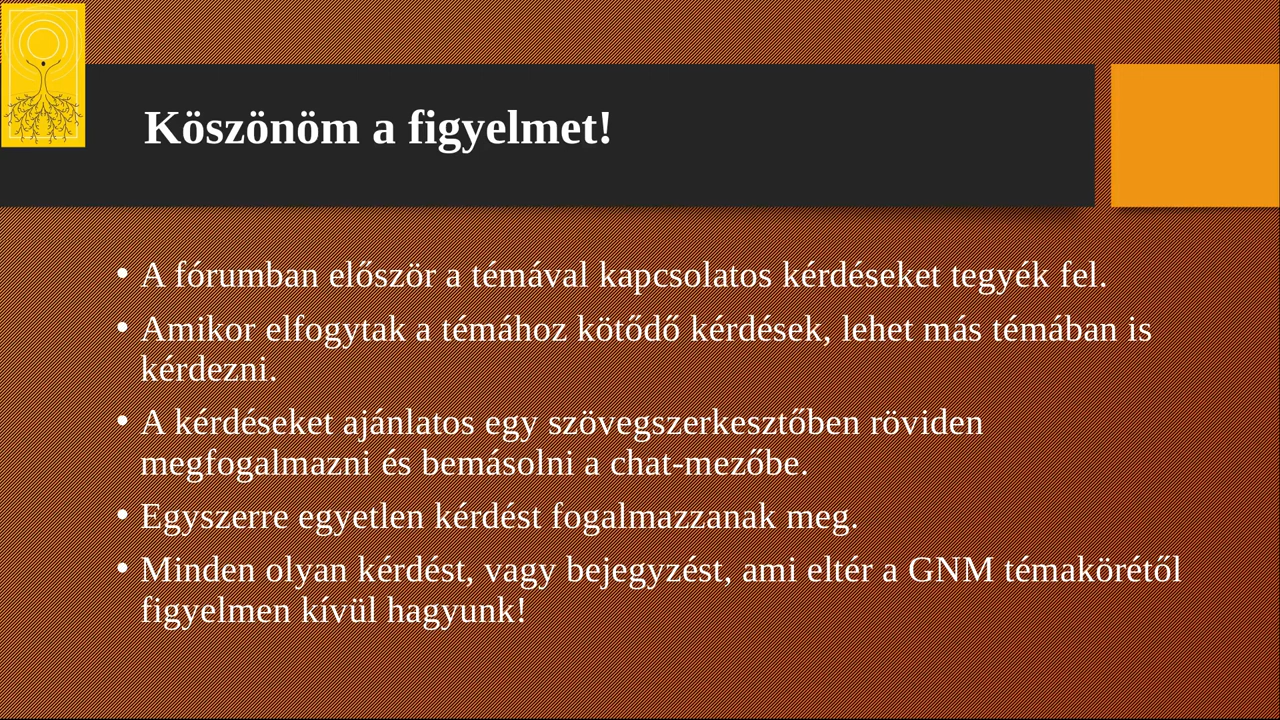 Köszönöm a figyelmet!
• A fórumban először a témával kapcsolatos kérdéseket tegyék fel.
• Amikor elfogytak a témához kötődő kérdések, lehet más témában is
kérdezni.
• A kérdéseket ajánlatos egy szövegszerkesztőben röviden
megfogalmazni és bemásolni a chat-mezőbe.
• Egyszerre egyetlen kérdést fogalmazzanak meg.
• Minden olyan kérdést, vagy bejegyzést, ami eltér a GNM témakörétől
figyelmen kívül hagyunk!